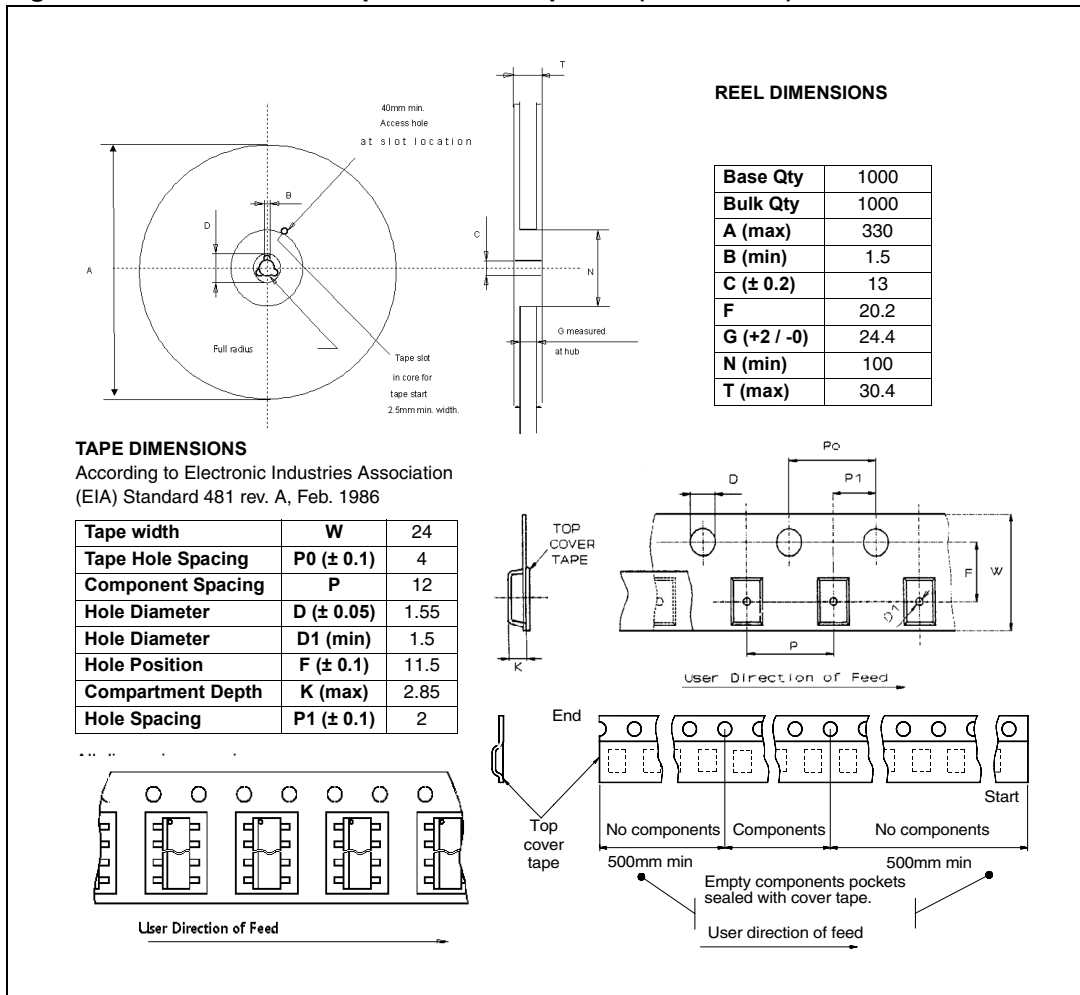 T
40mm min.
Access hole
at slot location
B
D
C
A
N
G measured
at hub
Full radius
Tape slot
in core for
tape start
2.5mm min. width.
REEL DIMENSIONS
Base Qty 1000
Bulk Qty 1000
A (max) 330
B (min) 1.5
C (± 0.2) 13
F 20.2
G (+2 / -0) 24.4
N (min) 100
T (max) 30.4
TAPE DIMENSIONS
According to Electronic Industries Association
(EIA) Standard 481 rev. A, Feb. 1986
Tape width W 24
Tape Hole Spacing P0 (± 0.1) 4
Component Spacing P 12
Hole Diameter D (± 0.05) 1.55
Hole Diameter D1 (min) 1.5
Hole Position F (± 0.1) 11.5
Compartment Depth K (max) 2.85
Hole Spacing P1 (± 0.1) 2
TOP
COVER
TAPE
K
Po
D
P1
F
W
D1
P
User Direction of Feed
End
Start
Top
cover
tape
No components
Components
No components
500mm min
500mm min
Empty components pockets
sealed with cover tape.
User direction of feed
User Direction of Feed